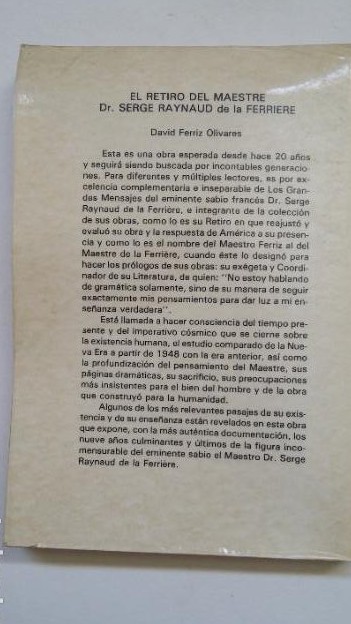 EL RETIRO DEL MAESTRE
Dr. SERGE RAYNAUD de la FERRIERE
David Ferriz Olivares
Esta es una obra esperada desde hace 20 años
y seguirá siendo buscada por incontables generacio-
nes. Para diferentes y múltiples lectores, es por ex-
celencia complementaria e inseparable de Los Gran-
des Mensajes del eminente sabio francés Dr. Serge
Raynaud de la Ferrière, e integrante de la colección
de sus obras, como lo es su Retiro en que reajustó y
evaluó su obra y la respuesta de América a su presen-
cia y como lo es el nombre del Maestro Ferriz al del
Maestre de la Ferrière, cuando éste lo designó para
hacer los prólogos de sus obras: su exégeta y Coordi-
nador de su Literatura, de quien: "No estoy hablando
de gramática solamente, sino de su manera de seguir
exactamente mis pensamientos para dar luz a mi en-
señanza verdadera".
Está llamada a hacer consciencia del tiempo pre-
sente y del imperativo cósmico que se cierne sobre
la existencia humana, el estudio comparado de la Nue-
va Era a partir de 1948 con la era anterior, así como
la profundización del pensamiento del Maestre, sus
páginas dramáticas, su sacrificio, sus preocupaciones
más insistentes para el bien del hombre y de la obra
que construyó para la humanidad.
Algunos de los más relevantes pasajes de su exis-
tencia y de su enseñanza están revelados en esta obra
que expone, con la más auténtica documentación, los
nueve años culminantes y últimos de la figura incon-
mensurable del eminente sabio el Maestro Dr. Serge
Raynaud de la Ferrière.